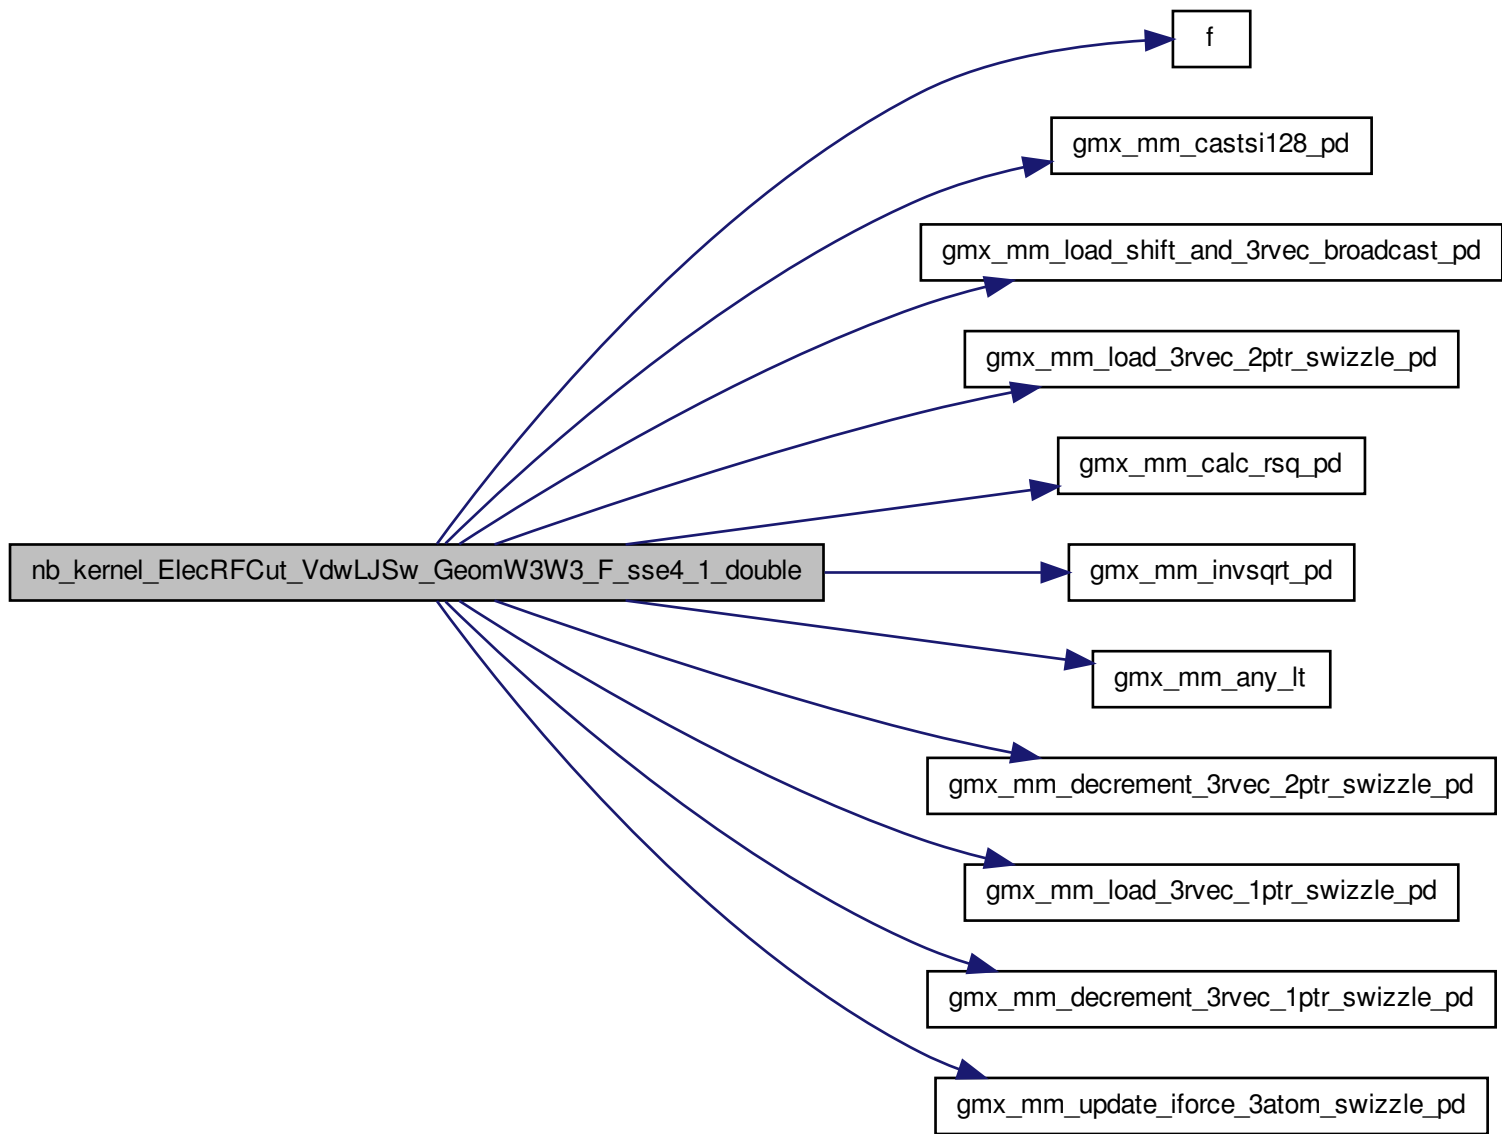 f
gmx_mm_castsi128_pd
gmx_mm_load_shift_and_3rvec_broadcast_pd
gmx_mm_load_3rvec_2ptr_swizzle_pd
gmx_mm_calc_rsq_pd
nb_kernel_ElecRFCut_VdwLJSw_GeomW3W3_F_sse4_1_double
gmx_mm_invsqrt_pd
gmx_mm_any_lt
gmx_mm_decrement_3rvec_2ptr_swizzle_pd
gmx_mm_load_3rvec_1ptr_swizzle_pd
gmx_mm_decrement_3rvec_1ptr_swizzle_pd
gmx_mm_update_iforce_3atom_swizzle_pd